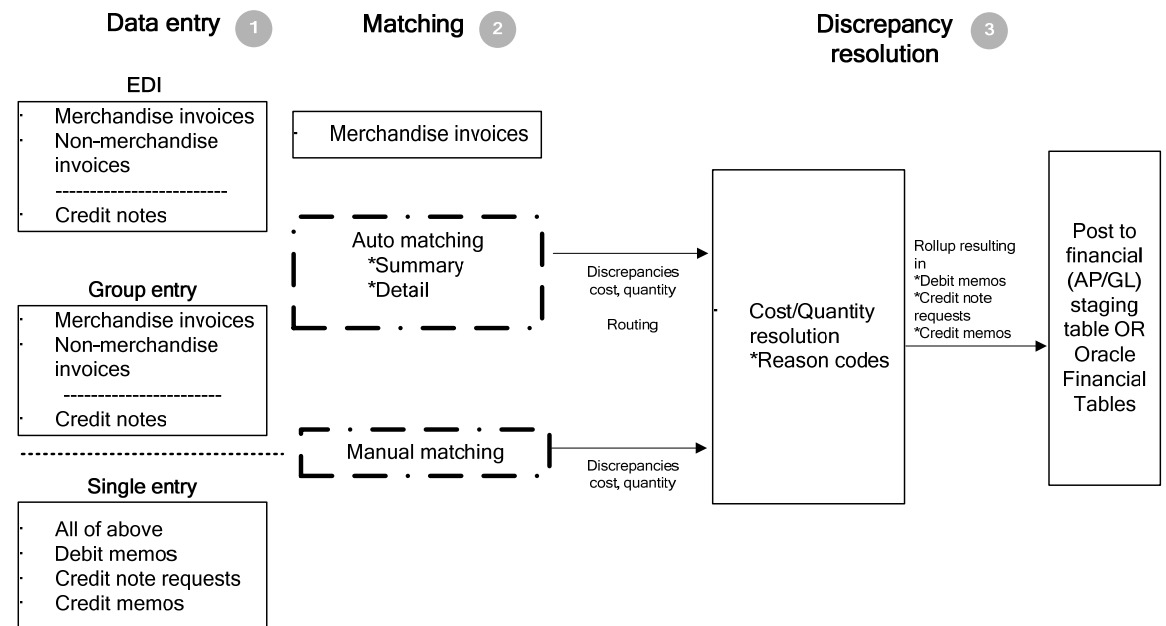 Data entry 1
Matching 2
Discrepancy 3
resolution
EDI
Merchandise invoices
Non-merchandise
invoices
-------------------------
Credit notes
Group entry
Merchandise invoices
Non-merchandise
invoices
-----------------------
Credit notes
Single entry
All of above
Debit memos
Credit note requests
Credit memos
Merchandise invoices
Auto matching
*Summary
*Detail
Manual matching
Discrepancies
cost, quantity
Routing
Discrepancies
cost, quantity
Cost/Quantity
resolution
*Reason codes
Rollup resulting
in
*Debit memos
*Credit note
requests
*Credit memos
Post to
financial
(AP/GL)
staging
table OR
Oracle
Financial
Tables